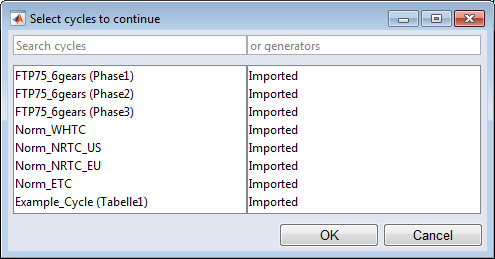 Select cycles to continue
Search cycles or generators
FTP75_6gears (Phase1) Imported
FTP75_6gears (Phase2) Imported
FTP75_6gears (Phase3) Imported
Norm_WHTC Imported
Norm_NRTC_US Imported
Norm_NRTC_EU Imported
Norm_ETC Imported
Example_Cycle (Tabelle1) Imported
OK Cancel